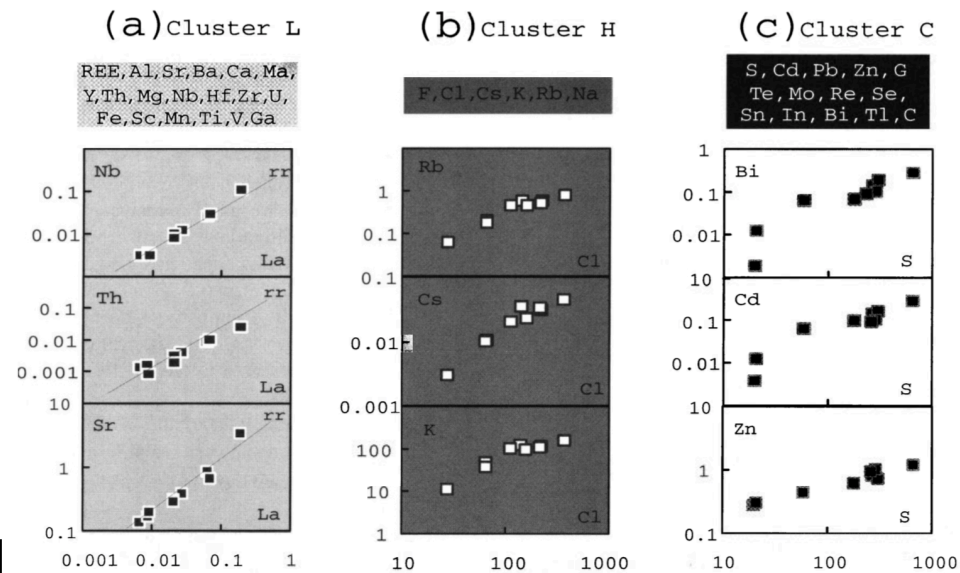 (a) Cluster L
REE,Al,Sr,Ba,Ca,Ma,
Y,Th,Mg,Nb,Hf,Zr,U,
Fe,Sc,Mn,Ti,V,Ga
Nb
rr
0.1
0.01
La
Th
rr
0.1
0.01
0.001
La
10
Sr
rr
1
La
0.1
0.001 0.01 0.1 1
(b) Cluster H
F,Cl,Cs,K,Rb,Na
Rb
1
0.1
Cl
0.1
Cs
0.01
Cl
0.001
K
100
10
Cl
1
10 100 1000
(c) Cluster C
S,Cd,Pb,Zn,G
Te,Mo,Re,Se,
Sn,In,Bi,Tl,C
1
Bi
0.1
0.01
S
10
Cd
0.1
0.01
S
Zn
1
S
0.1
10 100 1000